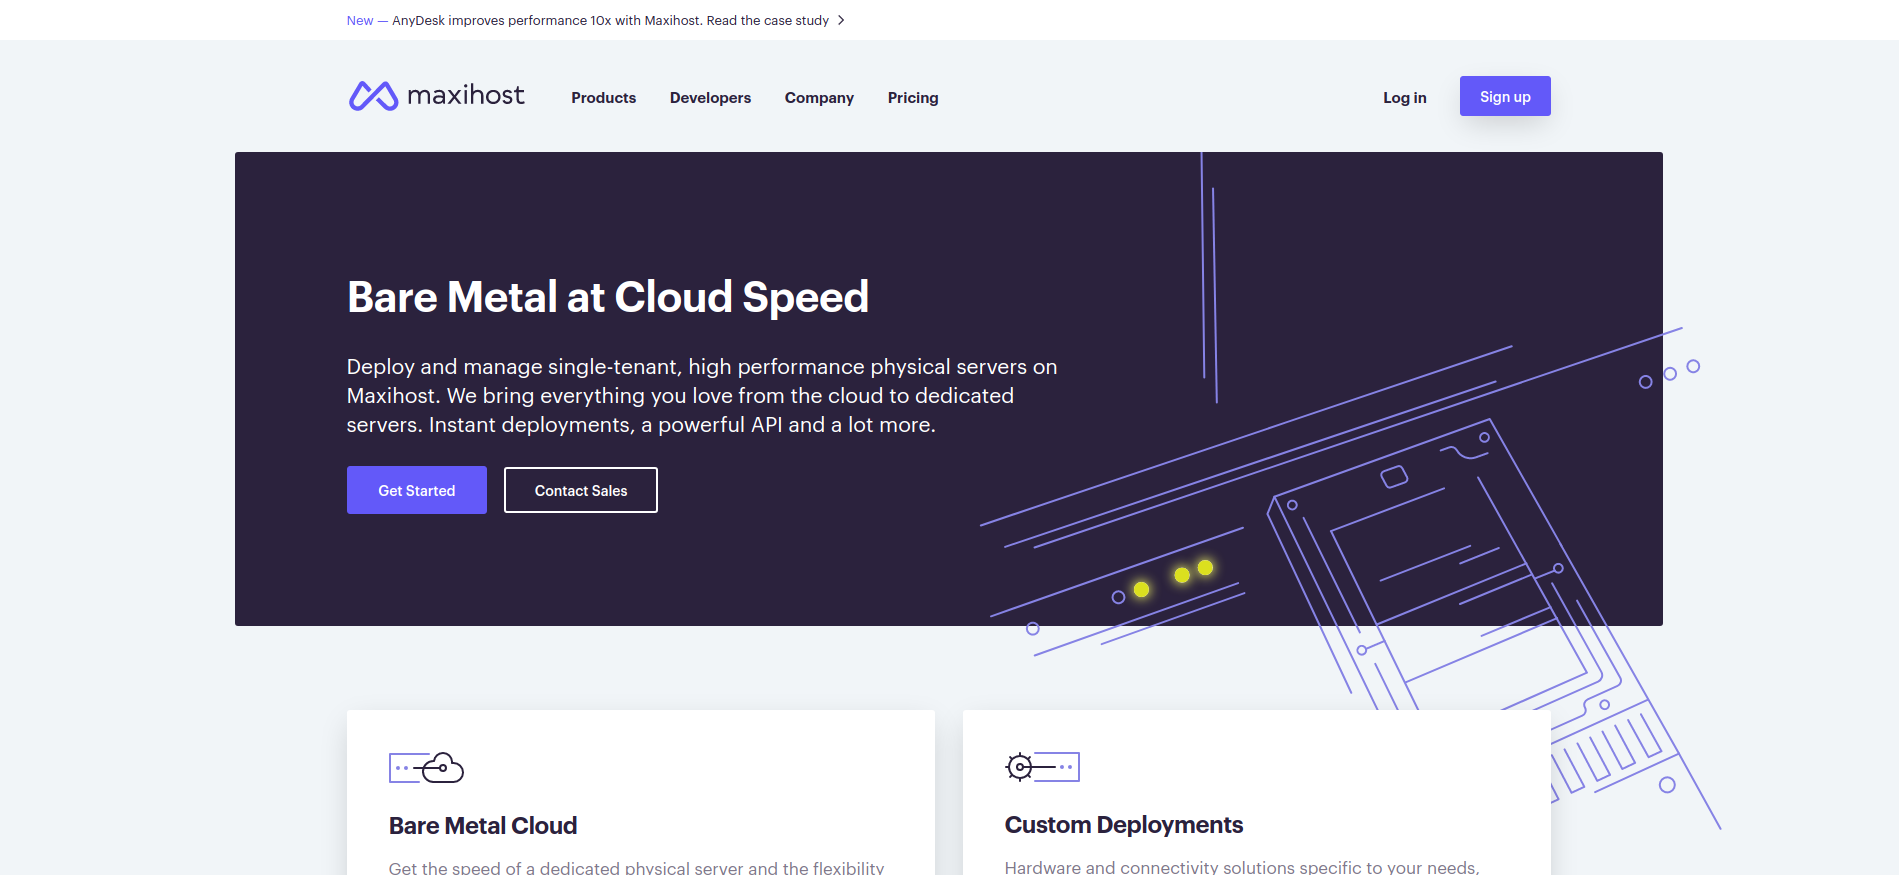 New — AnyDesk improves performance 10x with Maxihost. Read the case study
maxihost
Products
Developers
Company
Pricing
Log in
Sign up
Bare Metal at Cloud Speed
Deploy and manage single-tenant, high performance physical servers on
Maxihost. We bring everything you love from the cloud to dedicated
servers. Instant deployments, a powerful API and a lot more.
Get Started
Contact Sales
Bare Metal Cloud
Get the speed of a dedicated physical server and the flexibility
Custom Deployments
Hardware and connectivity solutions specific to your needs,